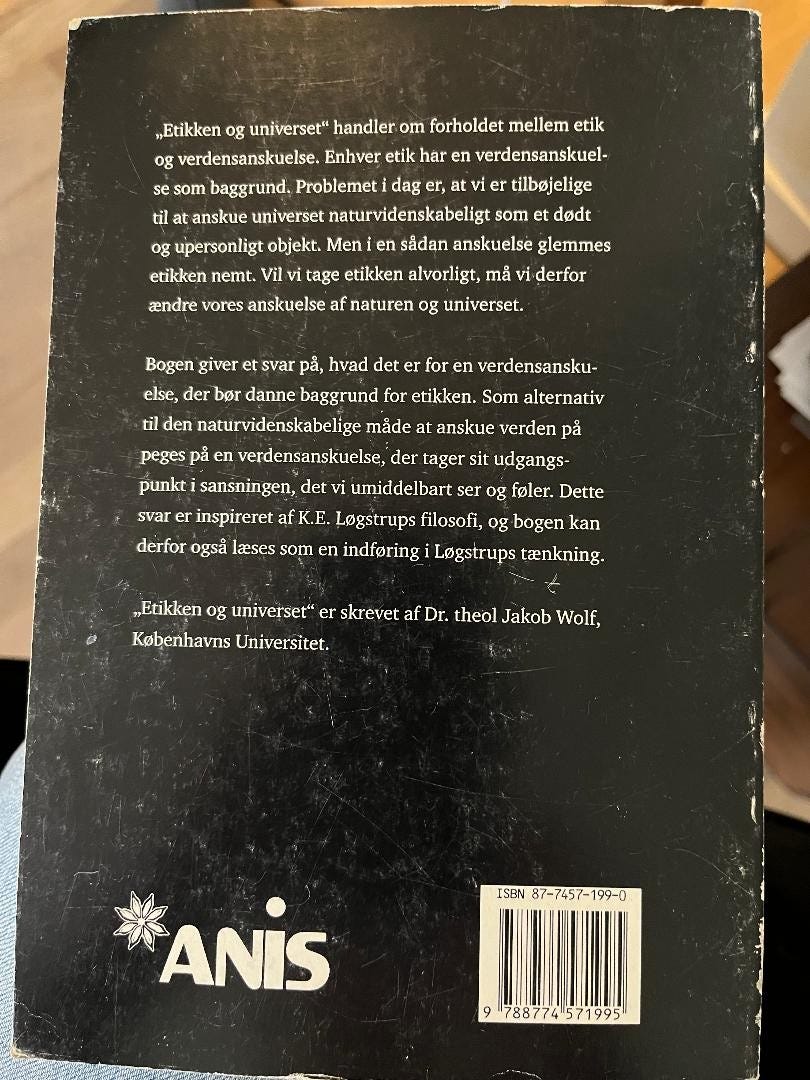 „Etikken og universet“ handler om forholdet mellem etik
og verdensanskuelse. Enhver etik har en verdensanskuel-
se som baggrund. Problemet i dag er, at vi er tilbøjelige
til at anskue universet naturvidenskabeligt som et dødt
og upersonligt objekt. Men i en sådan anskuelse glemmes
etikken nemt. Vil vi tage etikken alvorligt, må vi derfor
ændre vores anskuelse af naturen og universet.
Bogen giver et svar på, hvad det er for en verdensansku-
else, der bør danne baggrund for etikken. Som alternativ
til den naturvidenskabelige måde at anskue verden på
peges på en verdensanskuelse, der tager sit udgangs-
punkt i sansningen, det vi umiddelbart ser og føler. Dette
svar er inspireret af K.E. Løgstrups filosofi, og bogen kan
derfor også læses som en indføring i Løgstrups tænkning.
„Etikken og universet“ er skrevet af Dr. theol Jakob Wolf,
Københavns Universitet.
ANiS
ISBN 87-7457-199-0
9 788774 571995